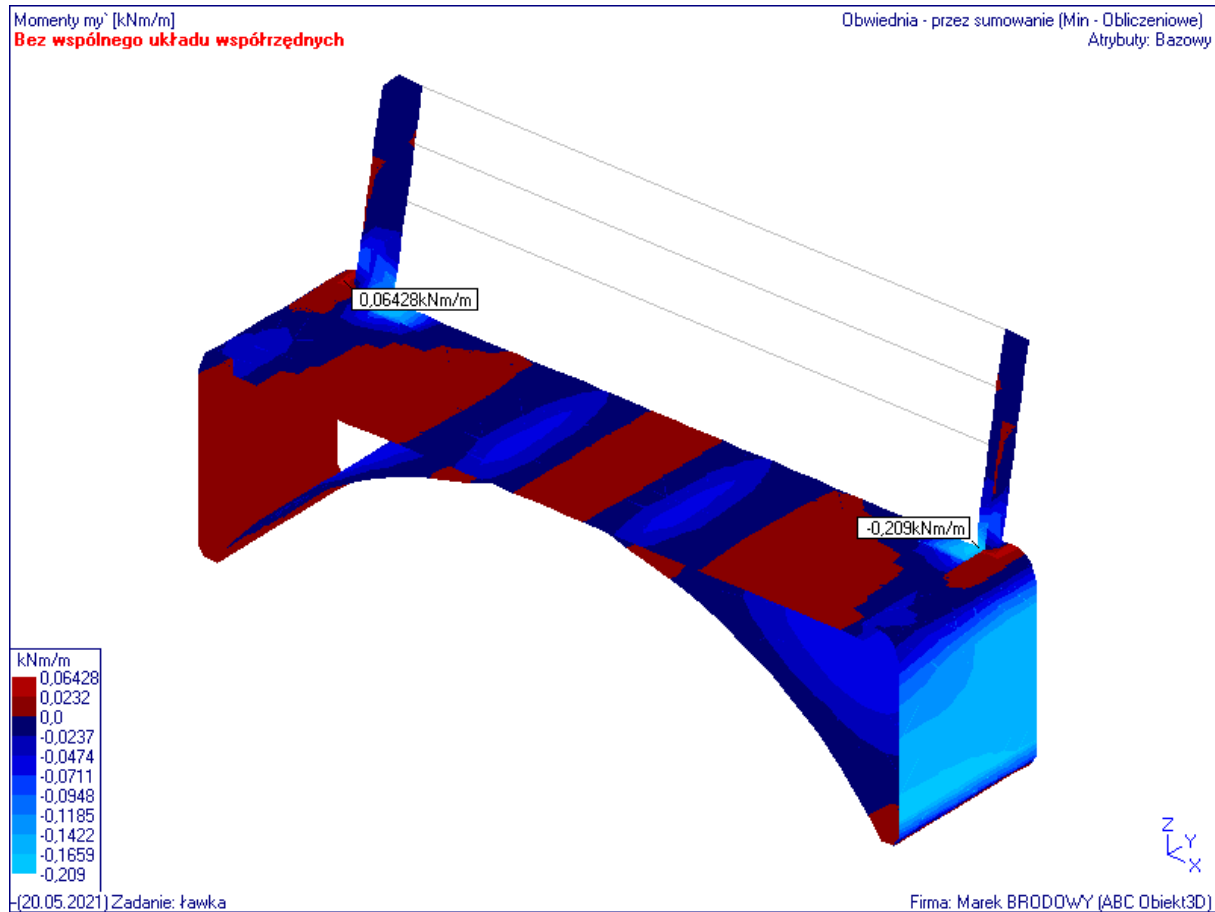 Momenty my` [kNm/m]
Obwiednia - przez sumowanie (Min - Obliczeniowe)
Bez wspólnego układu współrzędnych
Atrybuty: Bazowy
0,06428kNm/m
-0,209kNm/m
kNm/m
0,06428
0,0232
0,0
-0,0237
-0,0474
-0,0711
-0,0948
-0,1185
-0,1422
-0,1659
-0,209
Z
Y
X
-(20.05.2021) Zadanie: ławka
Firma: Marek BRODOWY (ABC Obiekt3D)